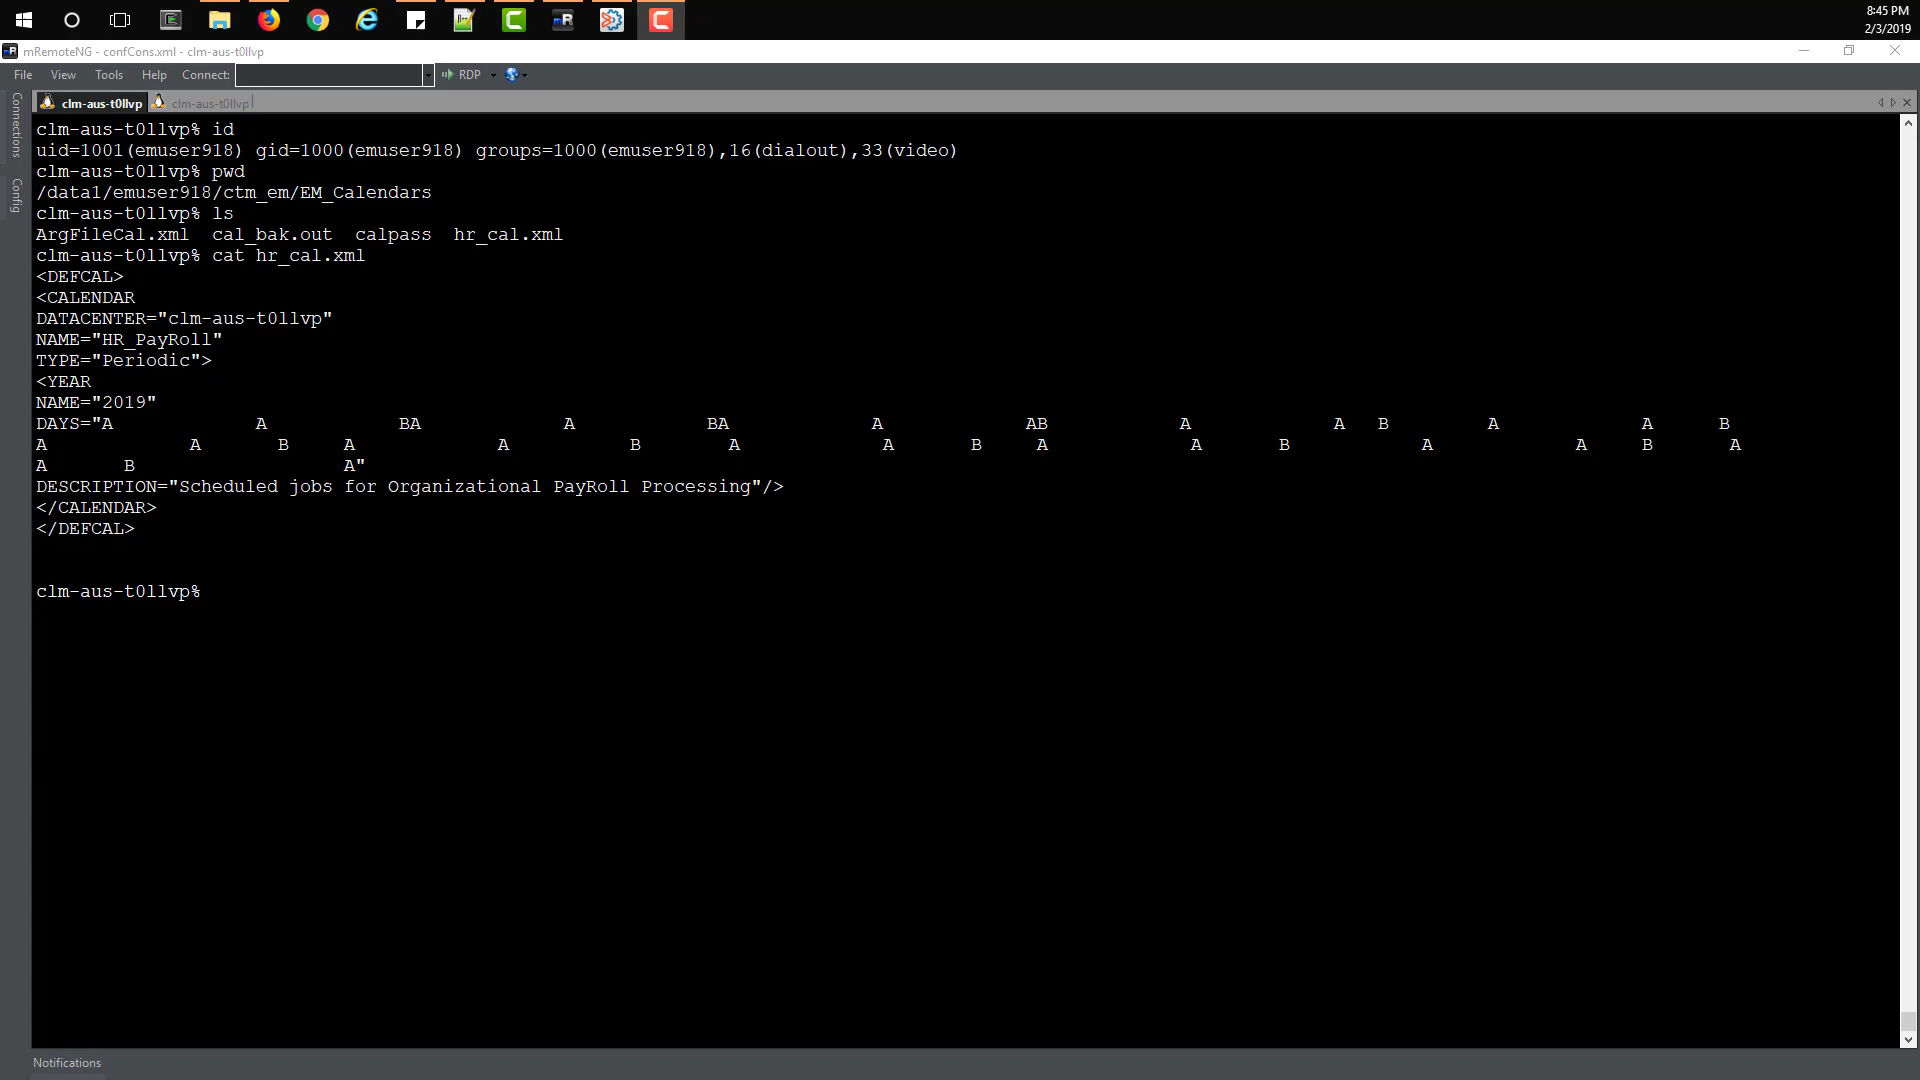 8:45 PM
2/3/2019
mRemoteNG - confCons.xml - clm-aus-t0llvp
File View Tools Help Connect: RDP
Connections
Config
clm-aus-t0llvp clm-aus-t0llvp
clm-aus-t0llvp% id
uid=1001(emuser918) gid=1000(emuser918) groups=1000(emuser918),16(dialout),33(video)
clm-aus-t0llvp% pwd
/data1/emuser918/ctm_em/EM_Calendars
clm-aus-t0llvp% ls
ArgFileCal.xml  cal_bak.out  calpass  hr_cal.xml
clm-aus-t0llvp% cat hr_cal.xml
<DEFCAL>
<CALENDAR
DATACENTER="clm-aus-t0llvp"
NAME="HR_PayRoll"
TYPE="Periodic">
<YEAR
NAME="2019"
DAYS="A             A            BA             A            BA             A             AB            A             A   B         A             A      B
A             A       B     A             A           B        A             A       B     A             A       B            A             A     B       A
A       B                   A"
DESCRIPTION="Scheduled jobs for Organizational PayRoll Processing"/>
</CALENDAR>
</DEFCAL>
clm-aus-t0llvp%
Notifications